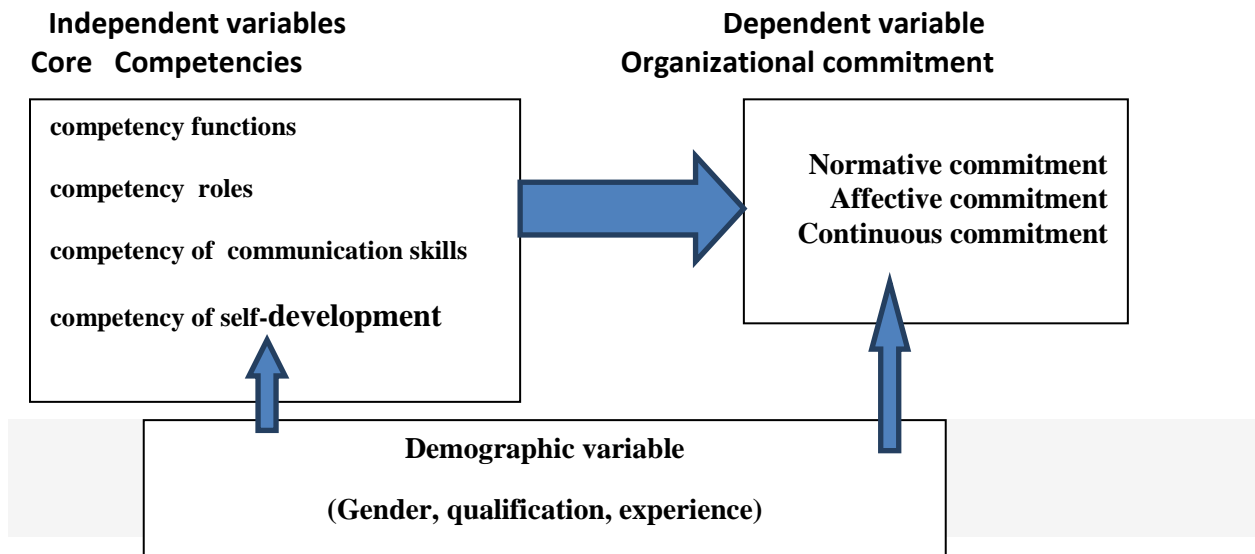 Independent variables
Core Competencies
competency functions
competency roles
competency of communication skills
competency of self-development
Dependent variable
Organizational commitment
Normative commitment
Affective commitment
Continuous commitment
Demographic variable
(Gender, qualification, experience)